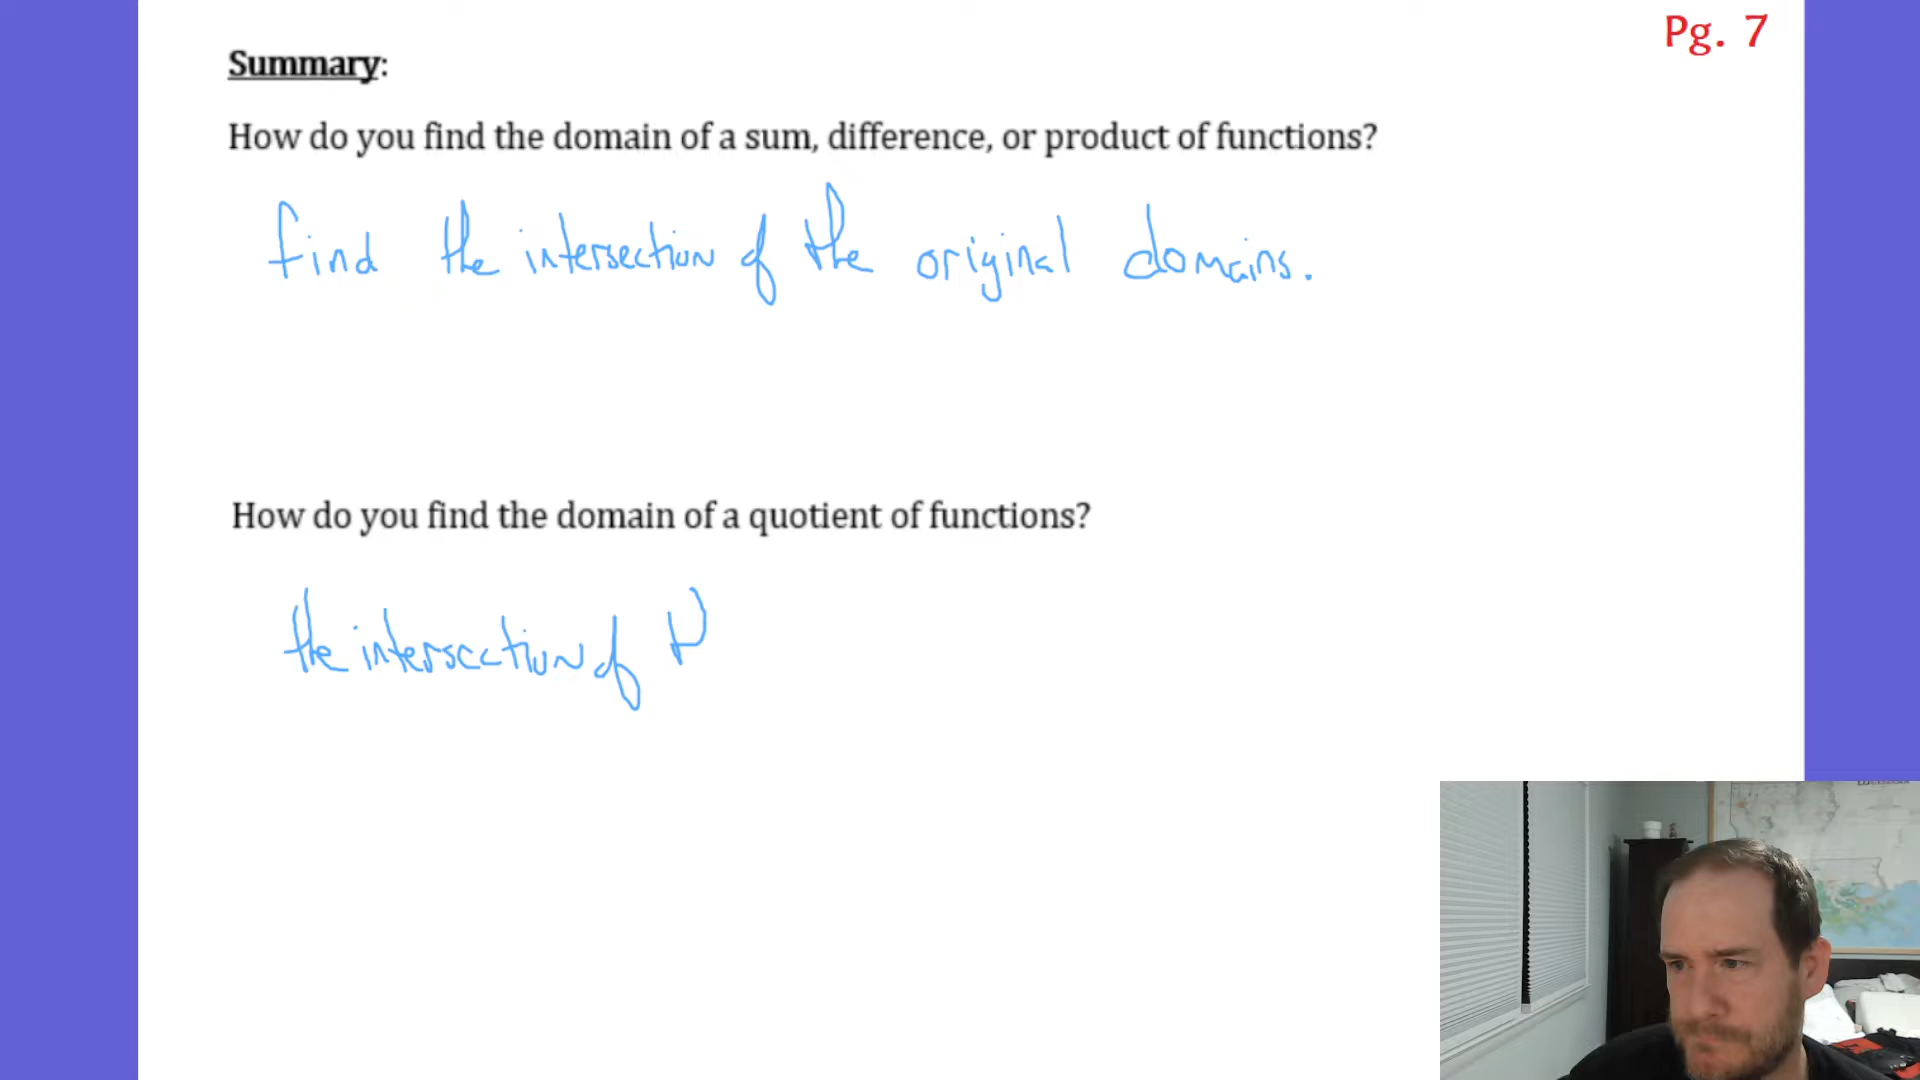 Pg. 7
Summary:
How do you find the domain of a sum, difference, or product of functions?
find the intersection of the original domains.
How do you find the domain of a quotient of functions?
the intersection of